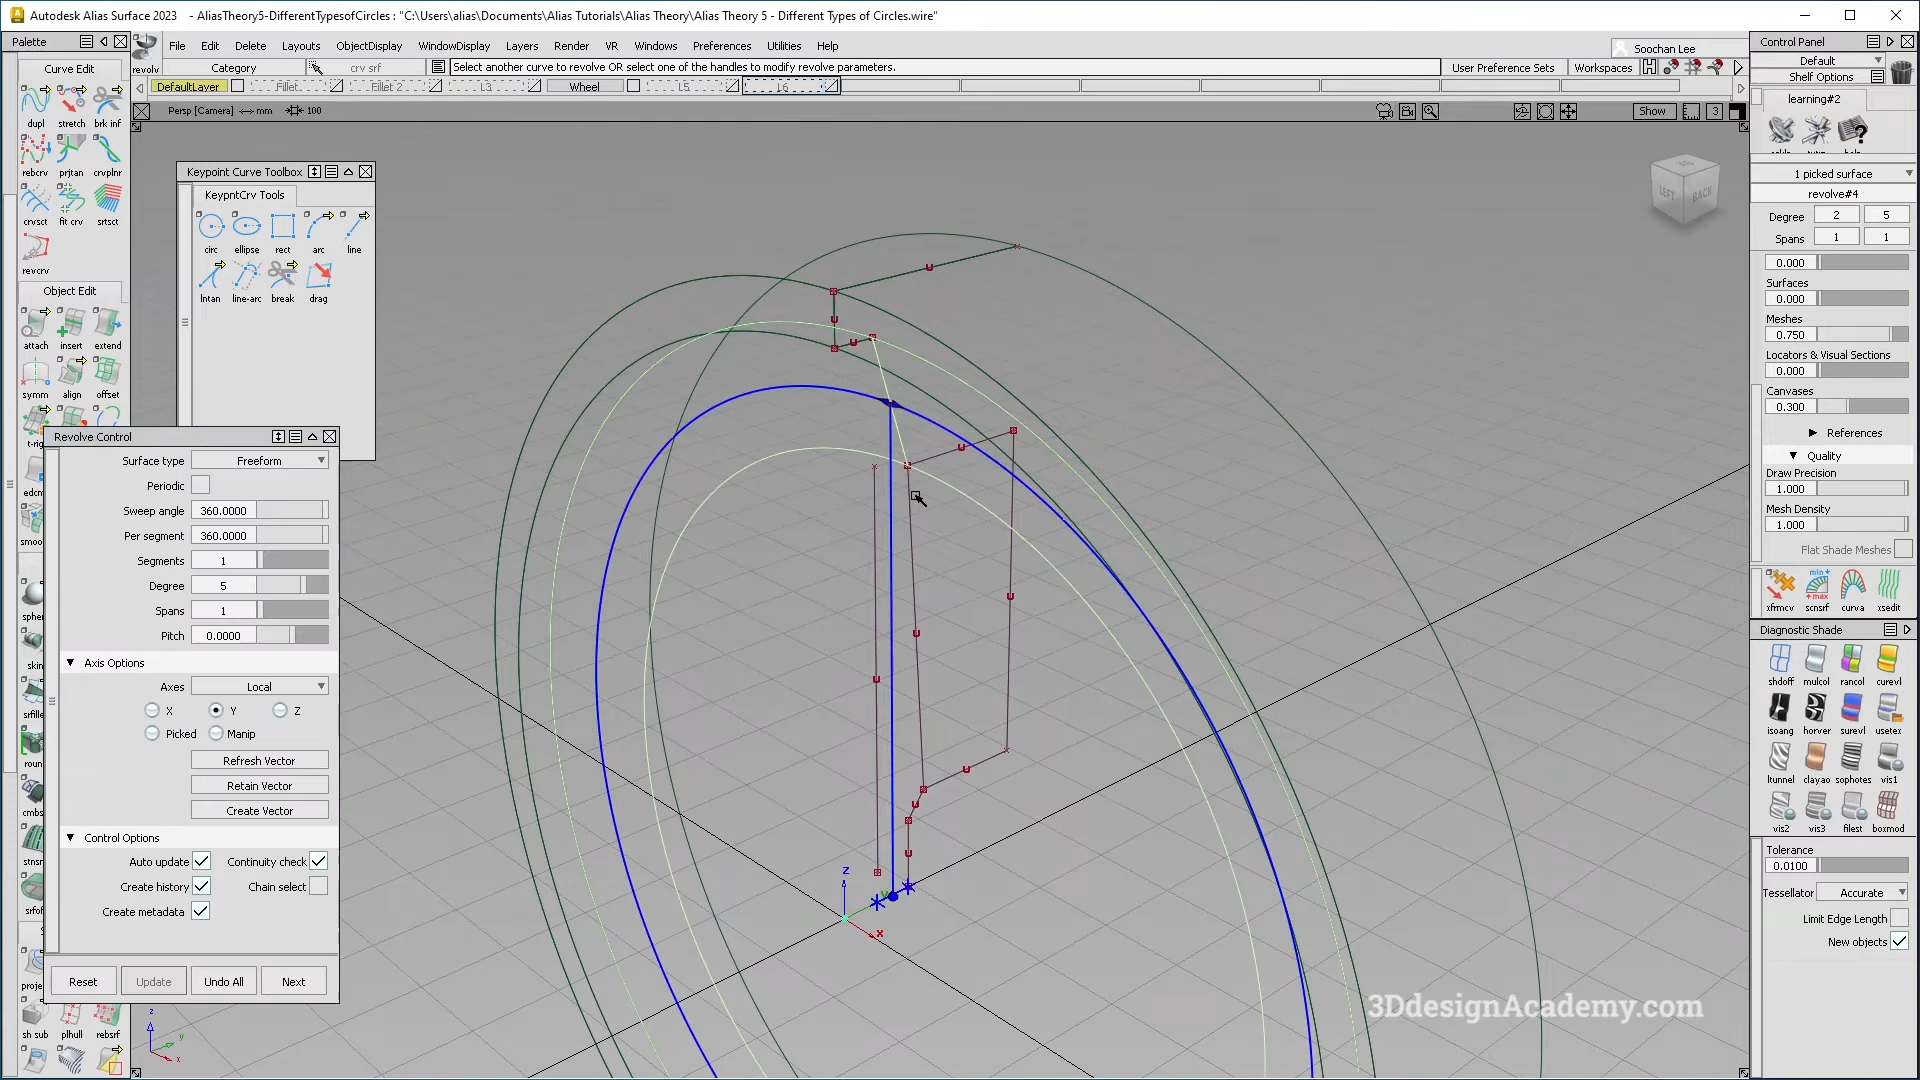 Autodesk Alias Surface 2023 - AliasTheory5-DifferentTypesofCircles : "C:\Users\alias\Documents\Alias Tutorials\Alias Theory\Alias Theory 5 - Different Types of Circles.wire"
Palette
revolv
File Edit Delete Layouts ObjectDisplay WindowDisplay Layers Render VR Windows Preferences Utilities Help
Soochan Lee
Category
crv srf
Select another curve to revolve OR select one of the handles to modify revolve parameters.
User Preference Sets
Workspaces
DefaultLayer
Fillet
Fillet 2
L3
Wheel
L5
L6
Persp [Camera] <-> mm
100
Show
3
Curve Edit
dupl stretch brk inf
rebcrv prjtan crvplnr
crvsct fit crv srtsct
revcrv
Object Edit
attach insert extend
symm align offset
Keypoint Curve Toolbox
KeypntCrv Tools
circ ellipse rect arc line
lntan line-arc break drag
Revolve Control
Surface type Freeform
Periodic
Sweep angle 360.0000
Per segment 360.0000
Segments 1
Degree 5
Spans 1
Pitch 0.0000
Axis Options
Axes Local
X Y Z
Picked Manip
Refresh Vector
Retain Vector
Create Vector
Control Options
Auto update Continuity check
Create history Chain select
Create metadata
Reset Update Undo All Next
sh sub plhull rebsrf
LEFT BACK
z
x
z
y
x
3DdesignAcademy.com
Control Panel
Default
Shelf Options
learning#2
1 picked surface
revolve#4
Degree 2 5
Spans 1 1
0.000
Surfaces
0.000
Meshes
0.750
Locators & Visual Sections
0.000
Canvases
0.300
References
Quality
Draw Precision
1.000
Mesh Density
1.000
Flat Shade Meshes
xfrmcv scnsrf curva xsedit
Diagnostic Shade
shdoff mulcol rancol curevl
isoang horver surevl usetex
ltunnel clayao sophotes vis1
vis2 vis3 filest boxmod
Tolerance
0.0100
Tessellator Accurate
Limit Edge Length
New objects